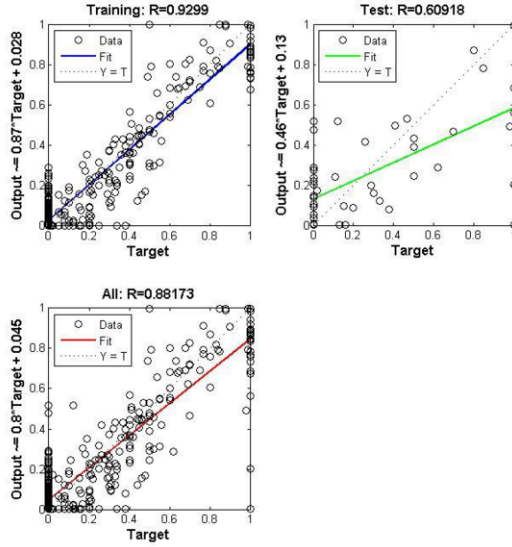 Training: R=0.9299
Output ~= 0.87*Target + 0.028
1
0.8
0.6
0.4
0.2
0
Data
Fit
Y = T
0 0.2 0.4 0.6 0.8 1
Target
Test: R=0.60918
Output ~= 0.46*Target + 0.13
1
0.8
0.6
0.4
0.2
0
Data
Fit
Y = T
0 0.2 0.4 0.6 0.8
Target
All: R=0.88173
Output ~= 0.8*Target + 0.045
1
0.8
0.6
0.4
0.2
0
Data
Fit
Y = T
0 0.2 0.4 0.6 0.8 1
Target